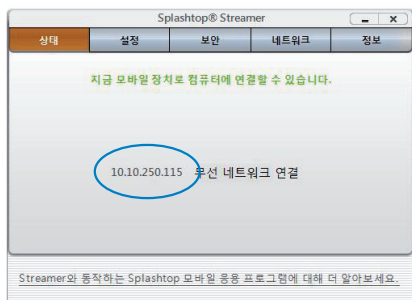 Splashtop® Streamer
상태 설정 보안 네트워크 정보
지금 모바일 장치로 컴퓨터에 연결할 수 있습니다.
10.10.250.115 무선 네트워크 연결
Streamer와 동작하는 Splashtop 모바일 응용 프로그램에 대해 더 알아보세요.